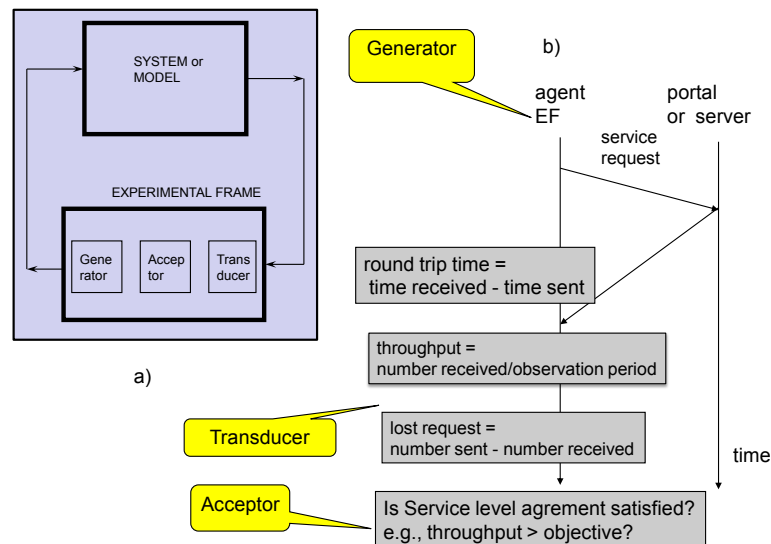 SYSTEM or
MODEL
EXPERIMENTAL FRAME
Gene
rator
Accep
tor
Trans
ducer
a)
Generator
b)
agent
EF
portal
or server
service
request
round trip time =
time received - time sent
throughput =
number received/observation period
Transducer
lost request =
number sent - number received
time
Acceptor
Is Service level agrement satisfied?
e.g., throughput > objective?